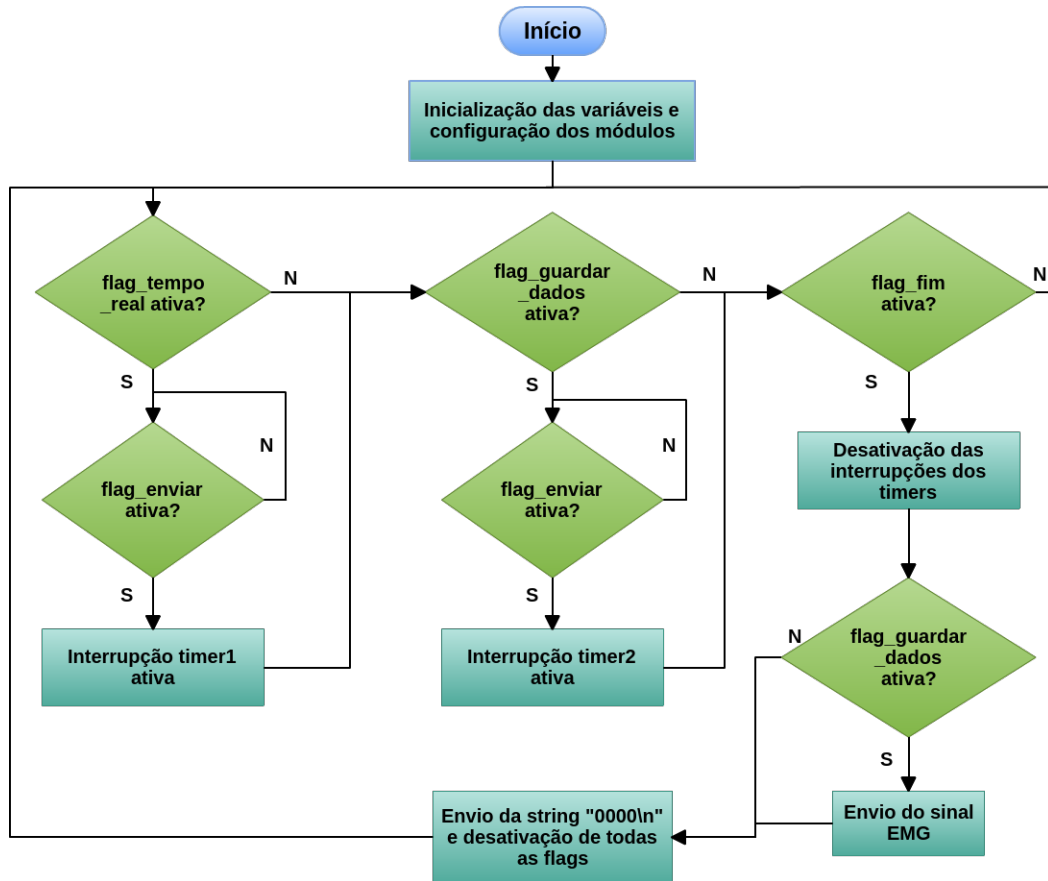 Início
Inicialização das variáveis e
configuração dos módulos
flag_tempo
_real ativa?
N
flag_guardar
_dados
ativa?
N
flag_fim
ativa?
N
S
S
S
flag_enviar
ativa?
N
flag_enviar
ativa?
N
Desativação das
interrupções dos
timers
S
S
Interrupção timer1
ativa
Interrupção timer2
ativa
N
flag_guardar
_dados
ativa?
S
Envio da string "0000\n"
e desativação de todas
as flags
Envio do sinal
EMG